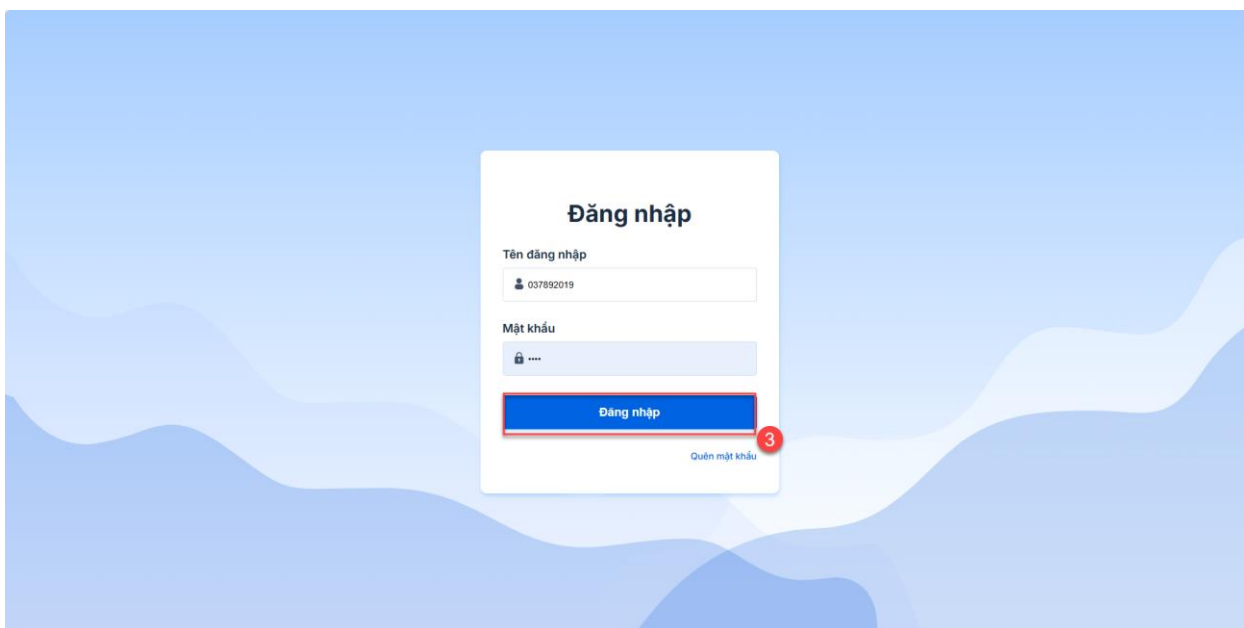 Đăng nhập
Tên đăng nhập
037892019
Mật khẩu
••••
Đăng nhập
3
Quên mật khẩu